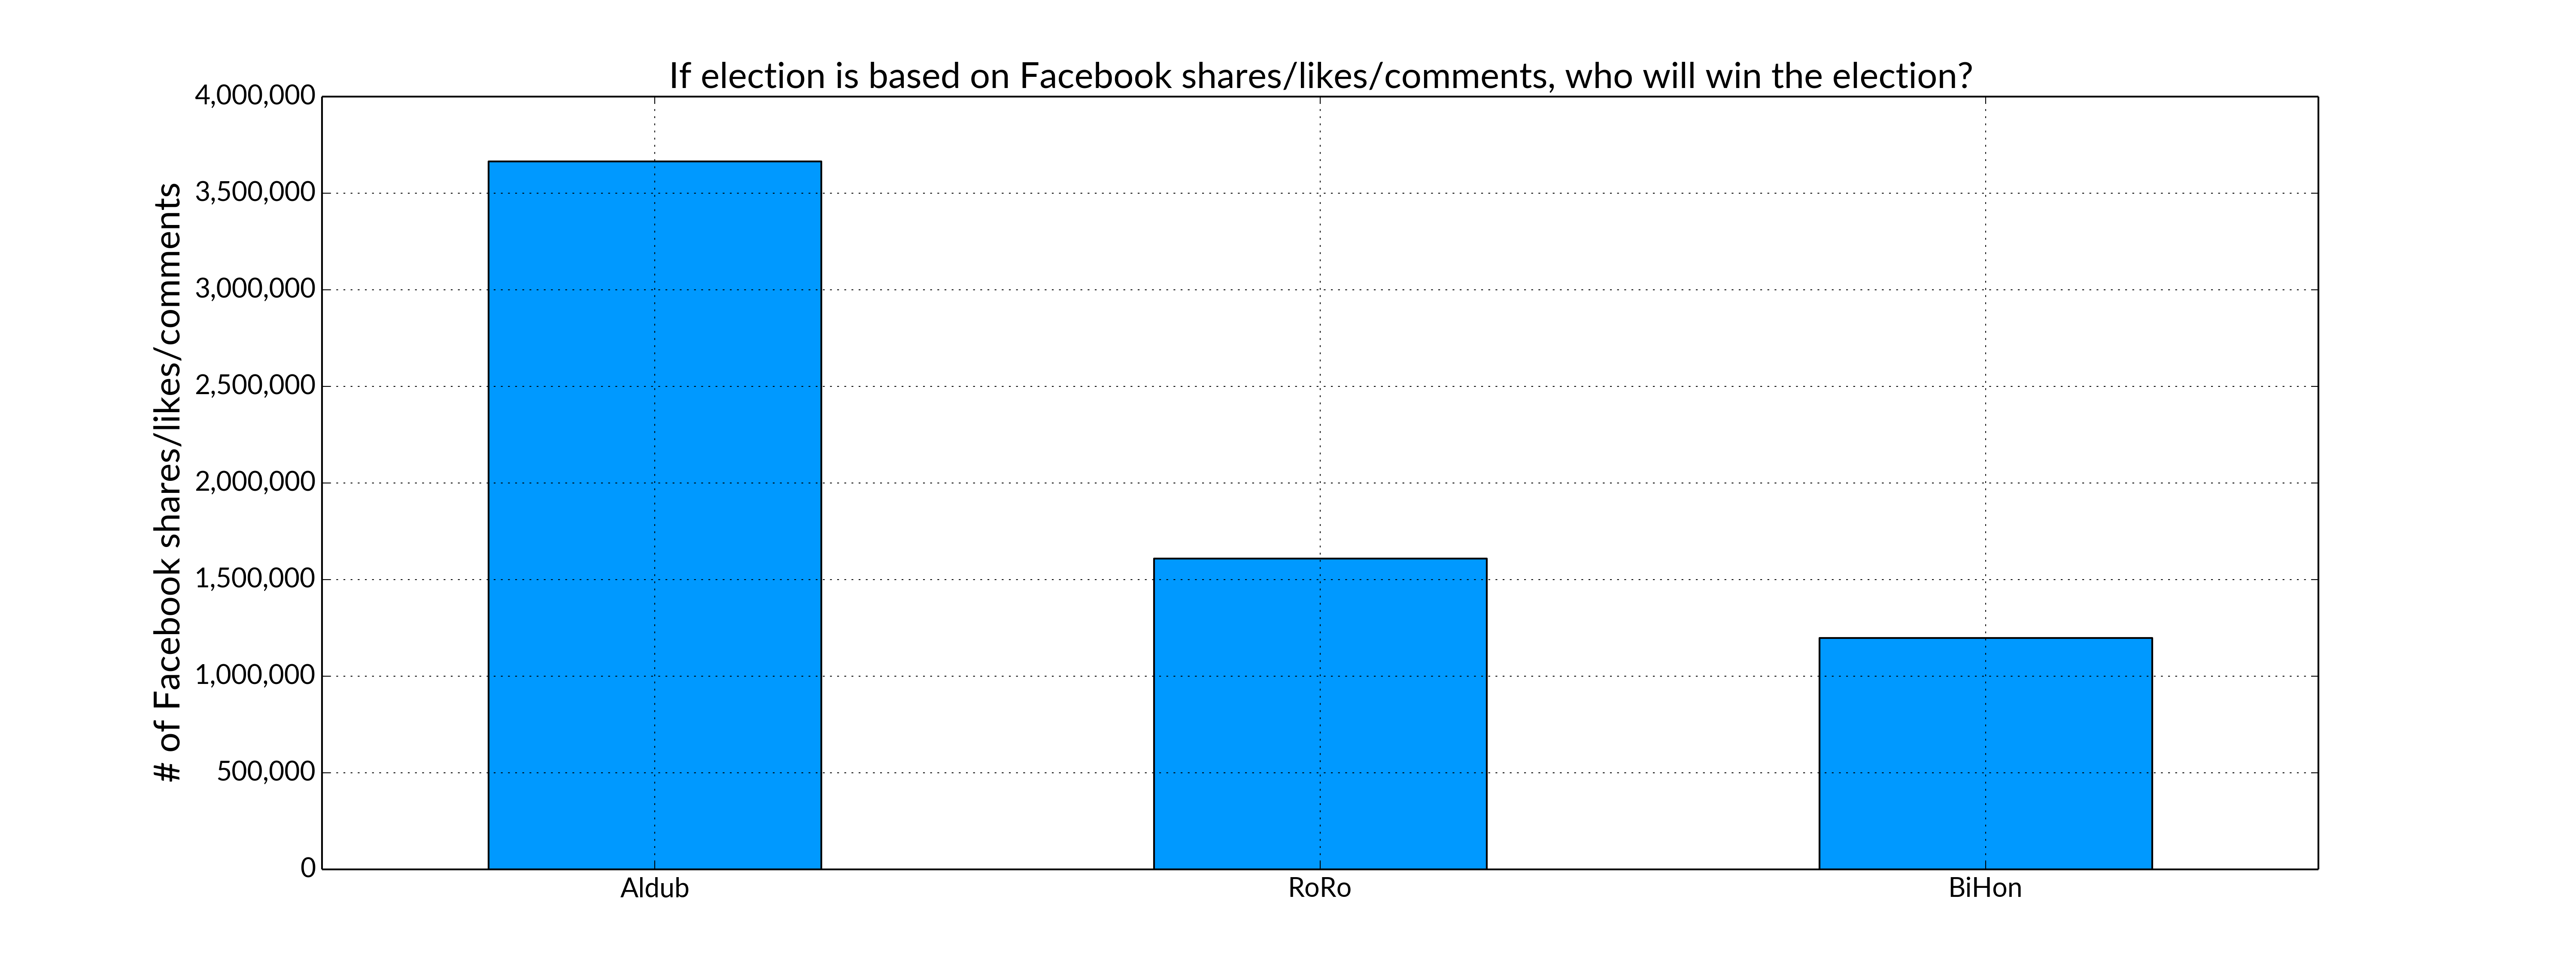 If election is based on Facebook shares/likes/comments, who will win the election?
# of Facebook shares/likes/comments
4,000,000
3,500,000
3,000,000
2,500,000
2,000,000
1,500,000
1,000,000
500,000
0
Aldub
RoRo
BiHon